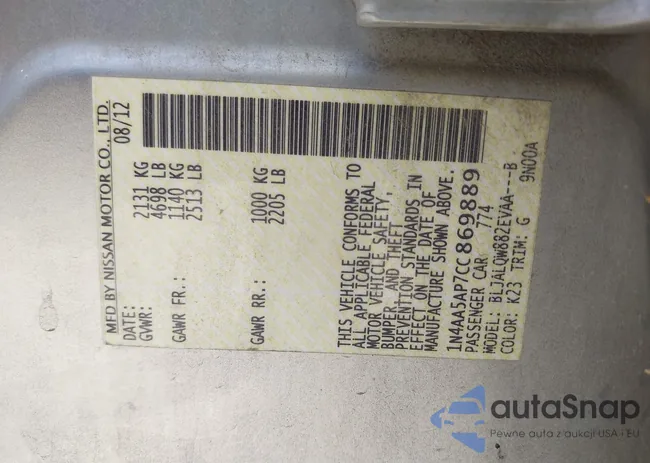 MFD BY NISSAN MOTOR CO., LTD.
DATE: 08/12
GVWR: 2131 KG
4698 LB
GAWR FR.: 1140 KG
2513 LB
GAWR RR.: 1000 KG
2205 LB
THIS VEHICLE CONFORMS TO
ALL APPLICABLE FEDERAL
MOTOR VEHICLE SAFETY,
BUMPER, AND THEFT
PREVENTION STANDARDS IN
EFFECT ON THE DATE OF
MANUFACTURE SHOWN ABOVE.
1N4AA5AP7CC869889
PASSENGER CAR 774
MODEL: BLJALQW882EVAA---B
COLOR: K23 TRIM: G 9N00A
autaSnap
Pewne auta z aukcji USA i EU